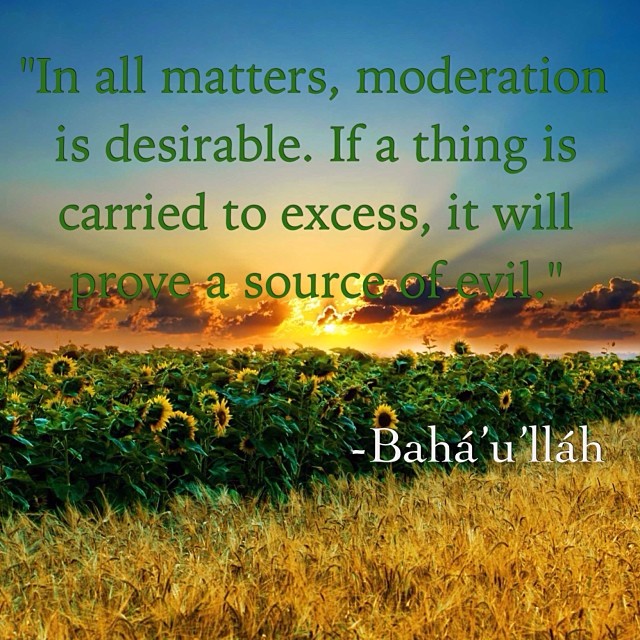 "In all matters, moderation
is desirable. If a thing is
carried to excess, it will
prove a source of evil."
-Bahá’u’lláh